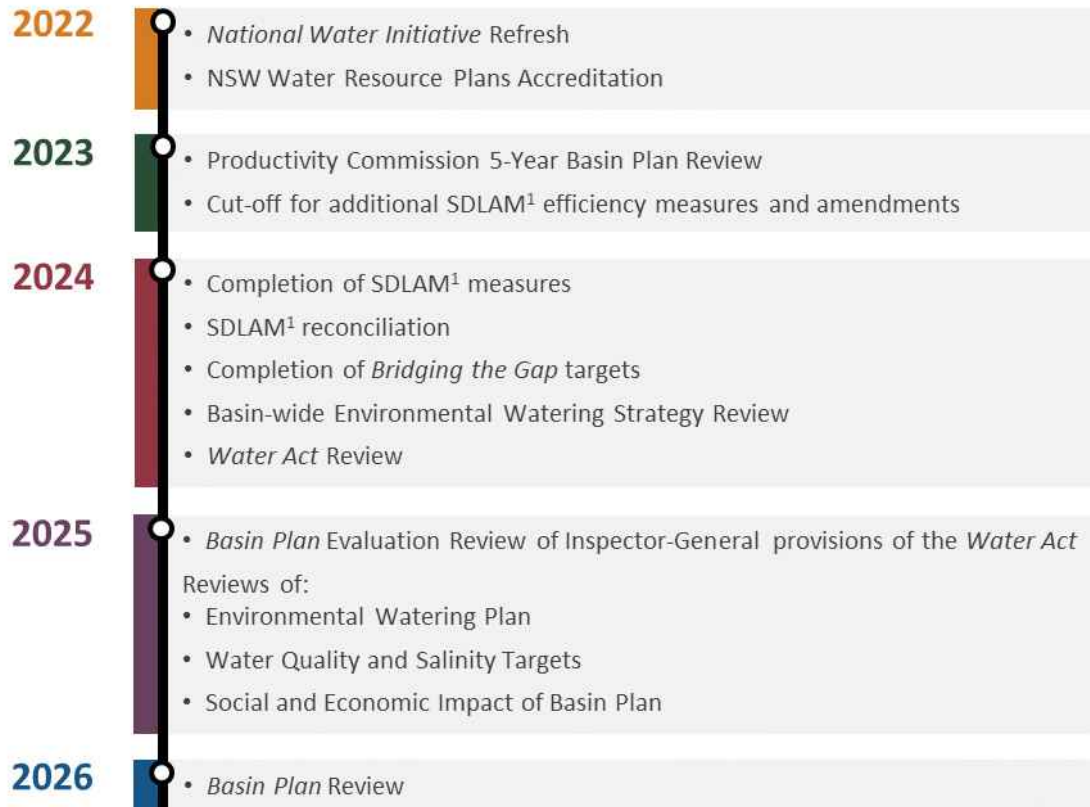 2022
• National Water Initiative Refresh
• NSW Water Resource Plans Accreditation
2023
• Productivity Commission 5-Year Basin Plan Review
• Cut-off for additional SDLAM¹ efficiency measures and amendments
2024
• Completion of SDLAM¹ measures
• SDLAM¹ reconciliation
• Completion of Bridging the Gap targets
• Basin-wide Environmental Watering Strategy Review
• Water Act Review
2025
• Basin Plan Evaluation Review of Inspector-General provisions of the Water Act
Reviews of:
• Environmental Watering Plan
• Water Quality and Salinity Targets
• Social and Economic Impact of Basin Plan
2026
• Basin Plan Review